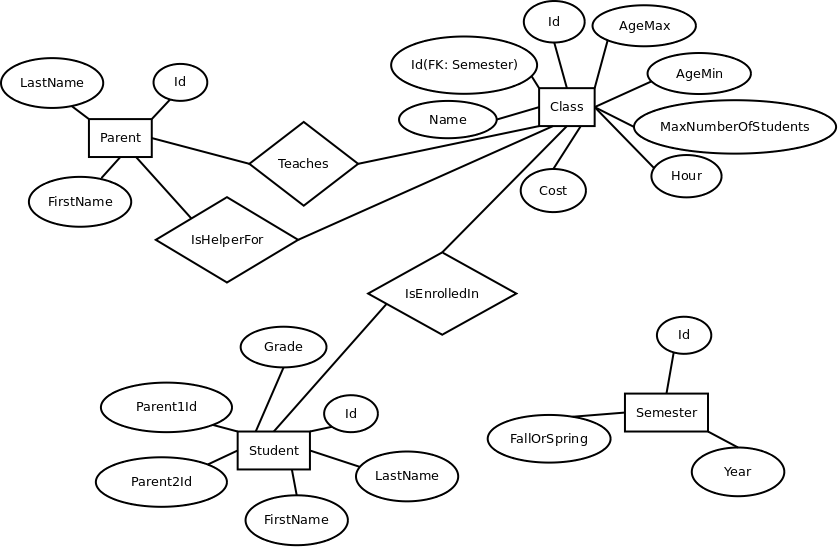 Id
AgeMax
Id(FK: Semester)
AgeMin
LastName
Id
Class
Name
MaxNumberOfStudents
Parent
Teaches
Hour
Cost
FirstName
IsHelperFor
IsEnrolledIn
Id
Grade
Parent1Id
Id
Semester
FallOrSpring
Student
Year
LastName
Parent2Id
FirstName